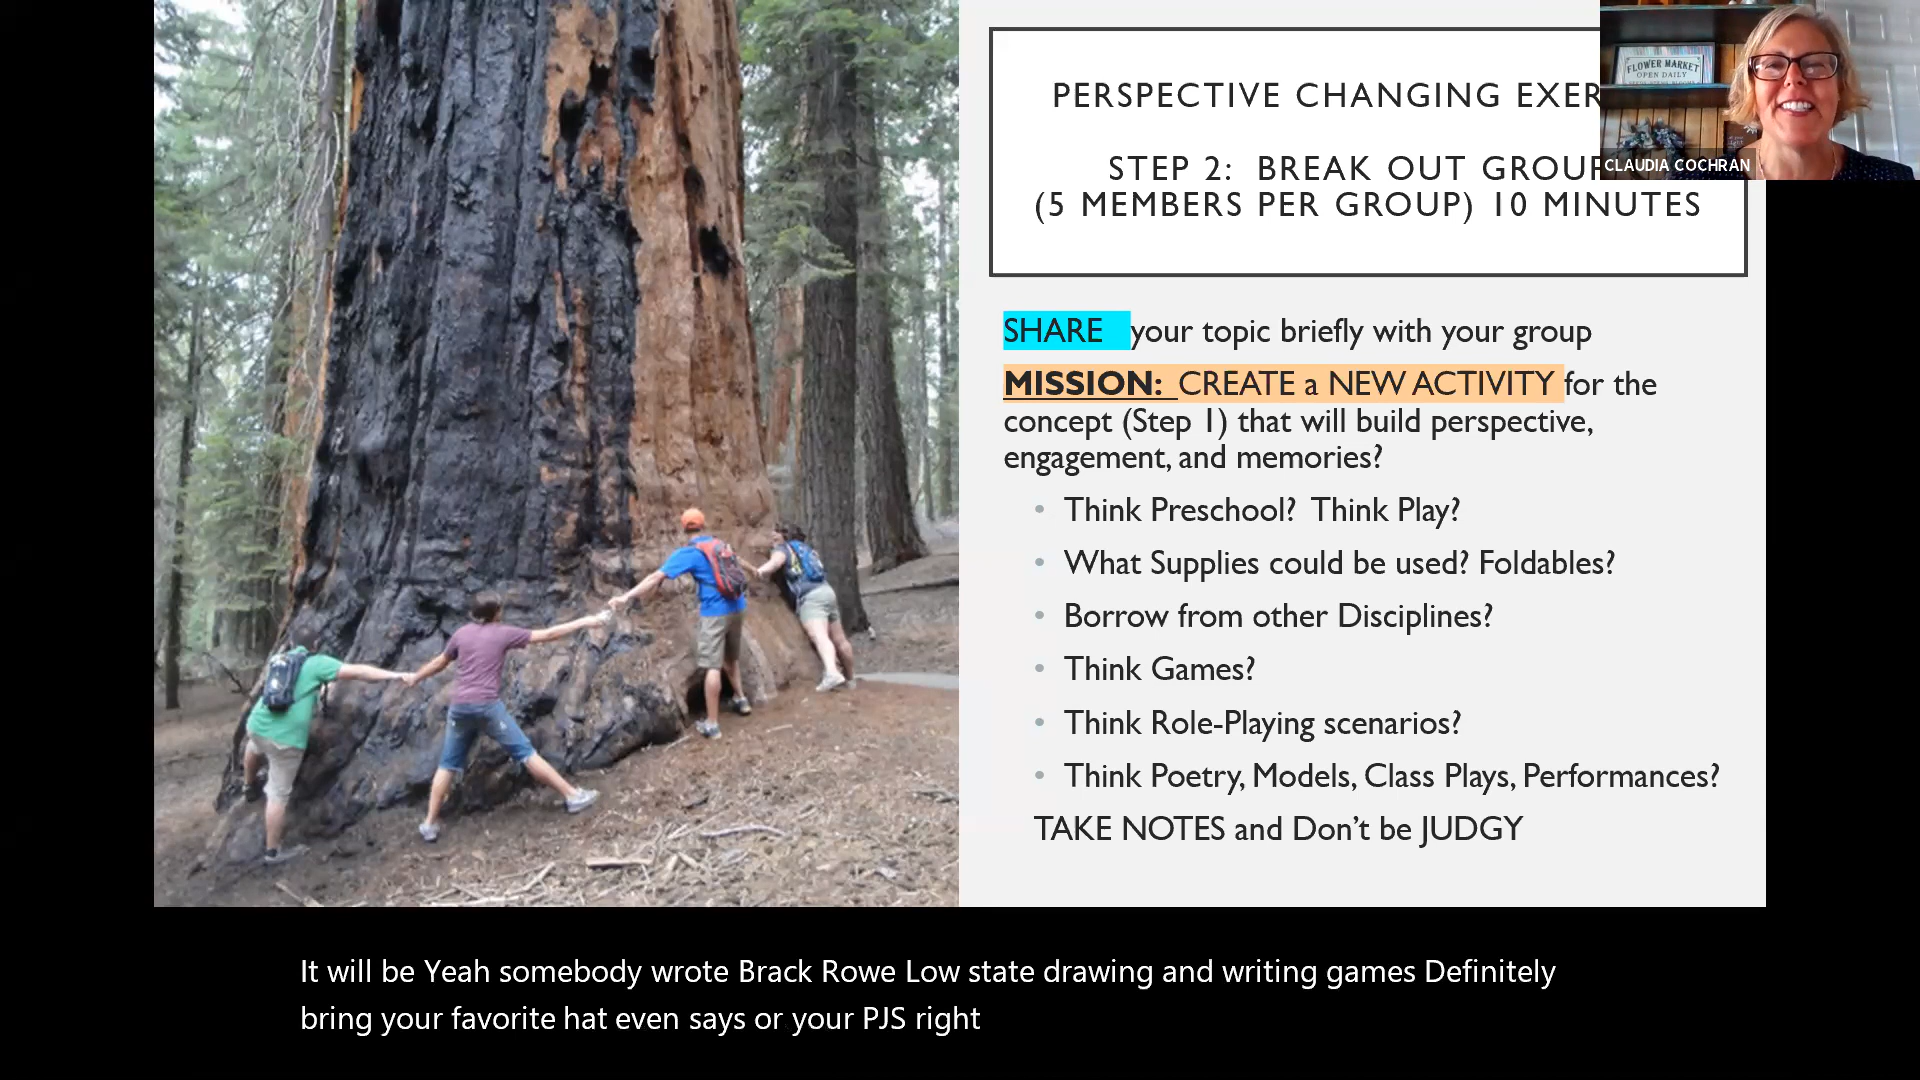 PERSPECTIVE CHANGING EXER
STEP 2: BREAK OUT GROUP
(5 MEMBERS PER GROUP) 10 MINUTES
FLOWER MARKET
OPEN DAILY
CLAUDIA COCHRAN
SHARE your topic briefly with your group
MISSION: CREATE a NEW ACTIVITY for the
concept (Step 1) that will build perspective,
engagement, and memories?
• Think Preschool? Think Play?
• What Supplies could be used? Foldables?
• Borrow from other Disciplines?
• Think Games?
• Think Role-Playing scenarios?
• Think Poetry, Models, Class Plays, Performances?
TAKE NOTES and Don't be JUDGY
It will be Yeah somebody wrote Brack Rowe Low state drawing and writing games Definitely
bring your favorite hat even says or your PJS right